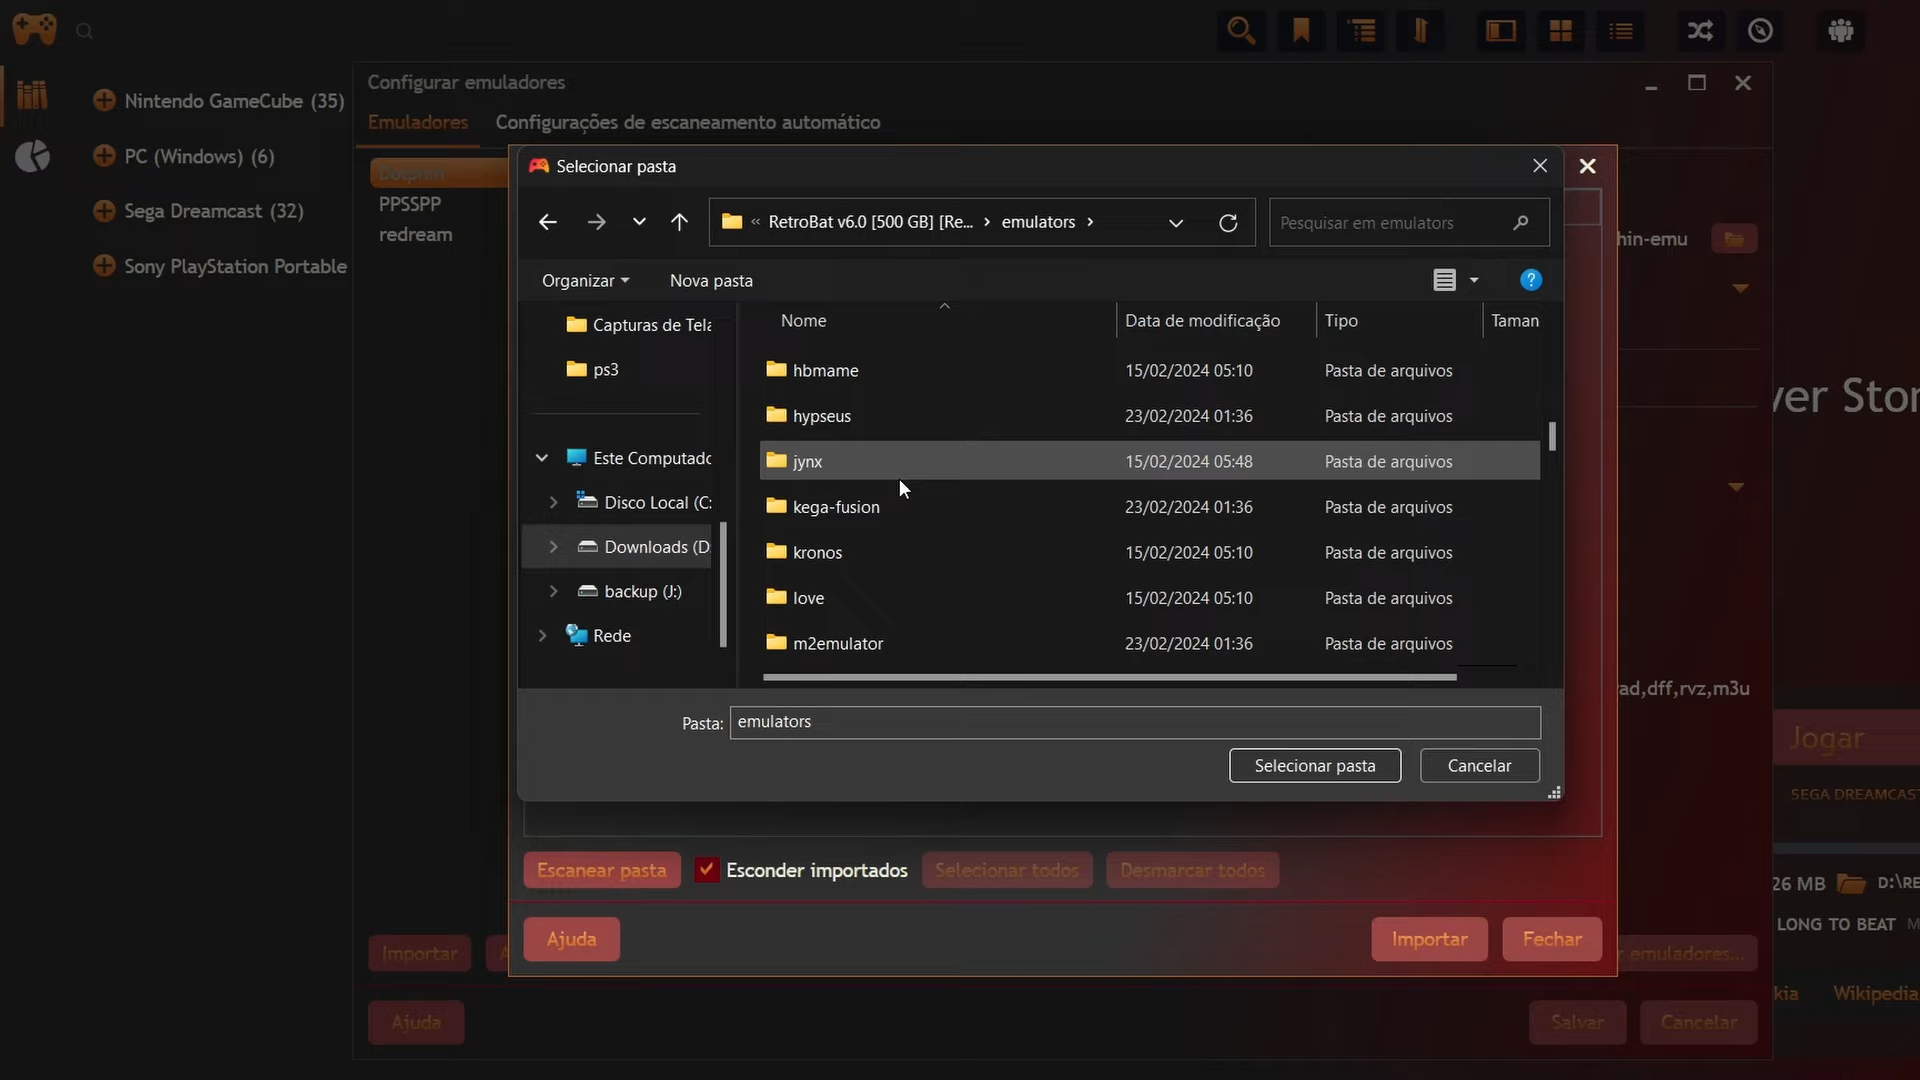 Configurar emuladores
Emuladores
Configurações de escaneamento automático
Nintendo GameCube (35)
PC (Windows) (6)
Sega Dreamcast (32)
Sony PlayStation Portable
Dolphin
PPSSPP
redream
Selecionar pasta
« RetroBat v6.0 [500 GB] [Re... › emulators ›
Pesquisar em emulators
Organizar
Nova pasta
?
Nome
Data de modificação
Tipo
Taman
Capturas de Tela
ps3
Este Computado
Disco Local (C:
Downloads (D
backup (J:)
Rede
hbmame 15/02/2024 05:10 Pasta de arquivos
hypseus 23/02/2024 01:36 Pasta de arquivos
jynx 15/02/2024 05:48 Pasta de arquivos
kega-fusion 23/02/2024 01:36 Pasta de arquivos
kronos 15/02/2024 05:10 Pasta de arquivos
love 15/02/2024 05:10 Pasta de arquivos
m2emulator 23/02/2024 01:36 Pasta de arquivos
Pasta: emulators
Selecionar pasta
Cancelar
hin-emu
ver Stor
ad,dff,rvz,m3u
Jogar
SEGA DREAMCAST
26 MB
D:\RE
LONG TO BEAT
kia
Wikipedia
Escanear pasta
Esconder importados
Selecionar todos
Desmarcar todos
Ajuda
Importar
Fechar
Importar
r emuladores...
Ajuda
Salvar
Cancelar